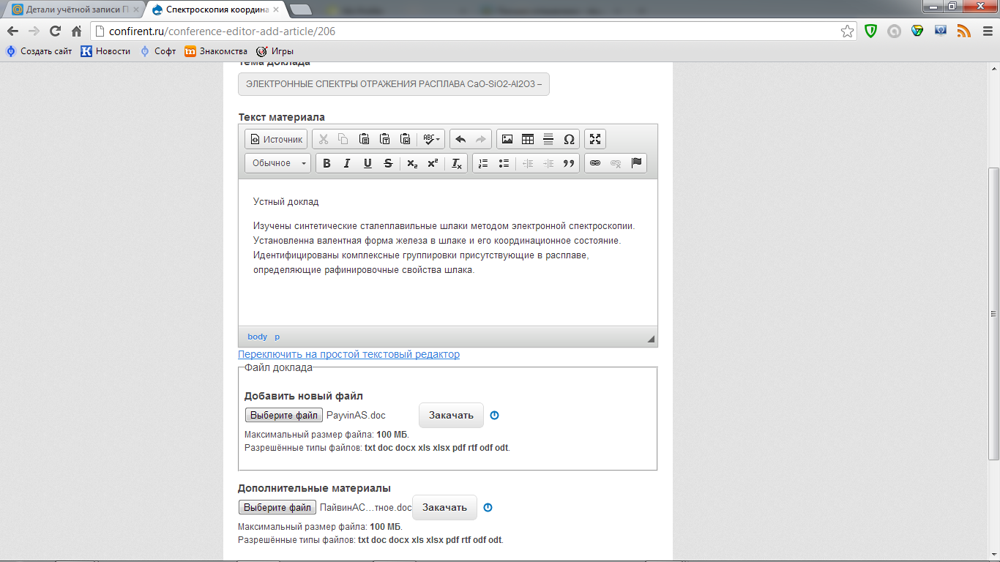 Детали учётной записи П
Спектроскопия координа
confirent.ru/conference-editor-add-article/206
Создать сайт Новости Софт Знакомства Игры
Тема доклада
ЭЛЕКТРОННЫЕ СПЕКТРЫ ОТРАЖЕНИЯ РАСПЛАВА CaO-SiO2-Al2O3 –
Текст материала
Источник
ABC
Обычное B I U S x₂ x² Ix
Устный доклад
Изучены синтетические сталеплавильные шлаки методом электронной спектроскопии.
Установленна валентная форма железа в шлаке и его координационное состояние.
Идентифицированы комплексные группировки присутствующие в расплаве,
определяющие рафинировочные свойства шлака.
body p
Переключить на простой текстовый редактор
Файл доклада
Добавить новый файл
Выберите файл PayvinAS.doc Закачать
Максимальный размер файла: 100 МБ.
Разрешённые типы файлов: txt doc docx xls xlsx pdf rtf odf odt.
Дополнительные материалы
Выберите файл ПайвинАС...тное.doc Закачать
Максимальный размер файла: 100 МБ.
Разрешённые типы файлов: txt doc docx xls xlsx pdf rtf odf odt.